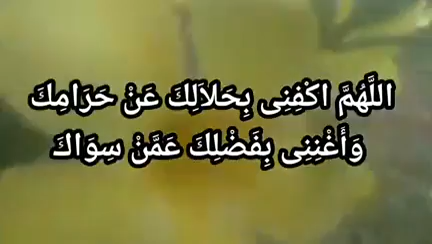 اللَّهُمَّ اكْفِنِى بِحَلاَلِكَ عَنْ حَرَامِكَ
وَأَغْنِنِى بِفَضْلِكَ عَمَّنْ سِوَاكَ